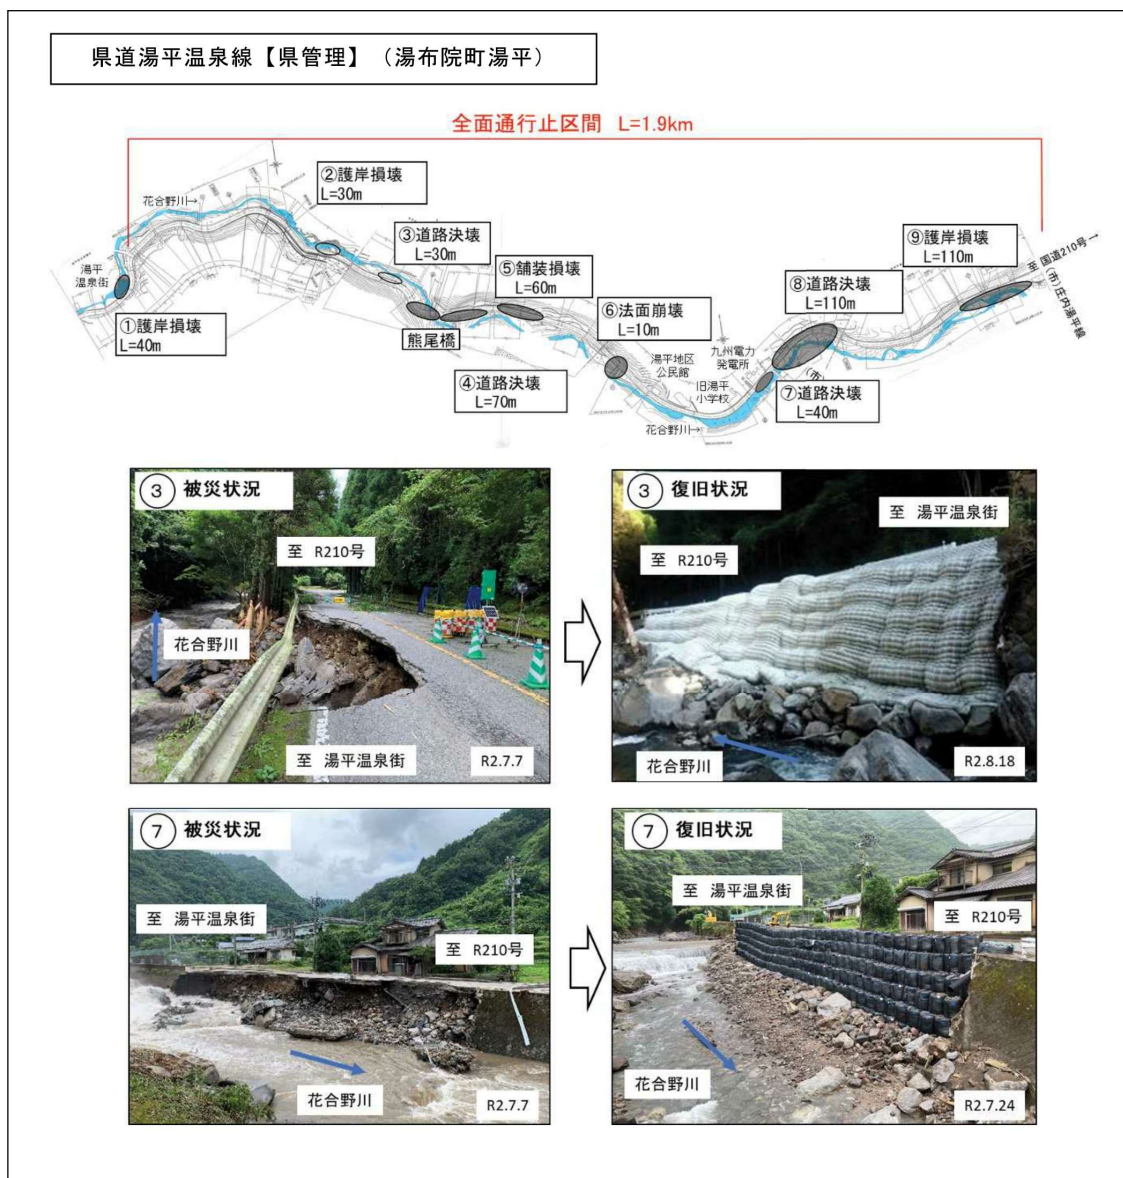 県道湯平温泉線【県管理】（湯布院町湯平）
全面通行止区間 L=1.9km
②護岸損壊
L=30m
花合野川→
③道路決壊
L=30m
⑤舗装損壊
L=60m
⑨護岸損壊
L=110m
至 国道210号→
(市)庄内湯平線
湯平
温泉街
⑧道路決壊
L=110m
⑥法面崩壊
L=10m
①護岸損壊
L=40m
熊尾橋
湯平地区
公民館
九州電力
発電所
④道路決壊
L=70m
旧湯平
小学校
(市)
⑦道路決壊
L=40m
花合野川→
③ 被災状況
至 R210号
花合野川
至 湯平温泉街
R2.7.7
③ 復旧状況
至 湯平温泉街
至 R210号
花合野川
R2.8.18
⑦ 被災状況
至 湯平温泉街
至 R210号
花合野川
R2.7.7
⑦ 復旧状況
至 湯平温泉街
至 R210号
花合野川
R2.7.24